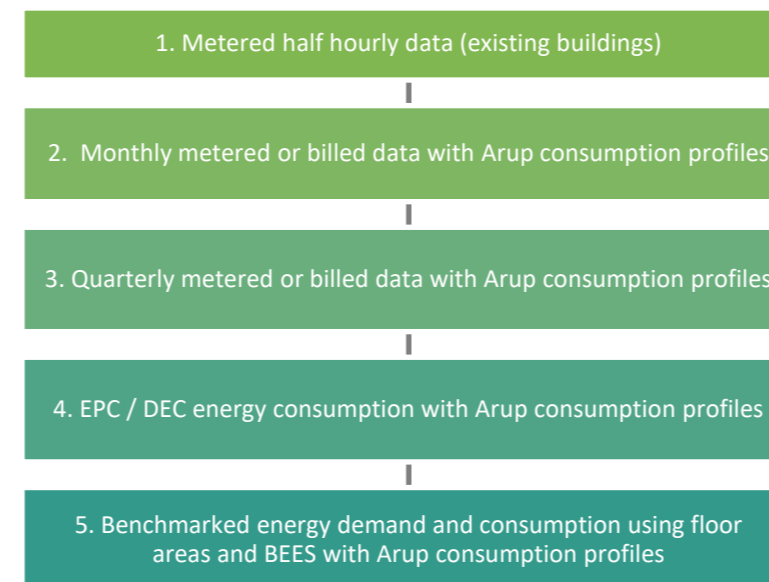 1. Metered half hourly data (existing buildings)
2. Monthly metered or billed data with Arup consumption profiles
3. Quarterly metered or billed data with Arup consumption profiles
4. EPC / DEC energy consumption with Arup consumption profiles
5. Benchmarked energy demand and consumption using floor
areas and BEES with Arup consumption profiles